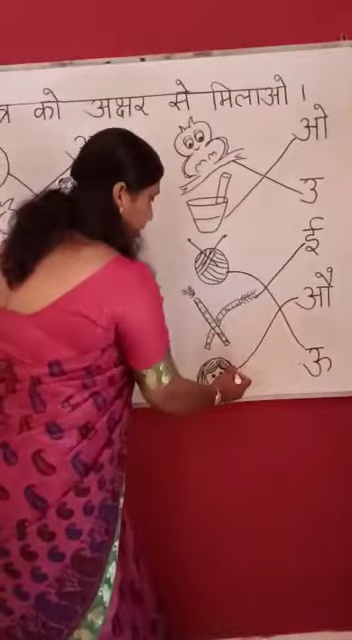 को अक्षर से मिलाओ ।
ओ
उ
ई
औ
ऊ